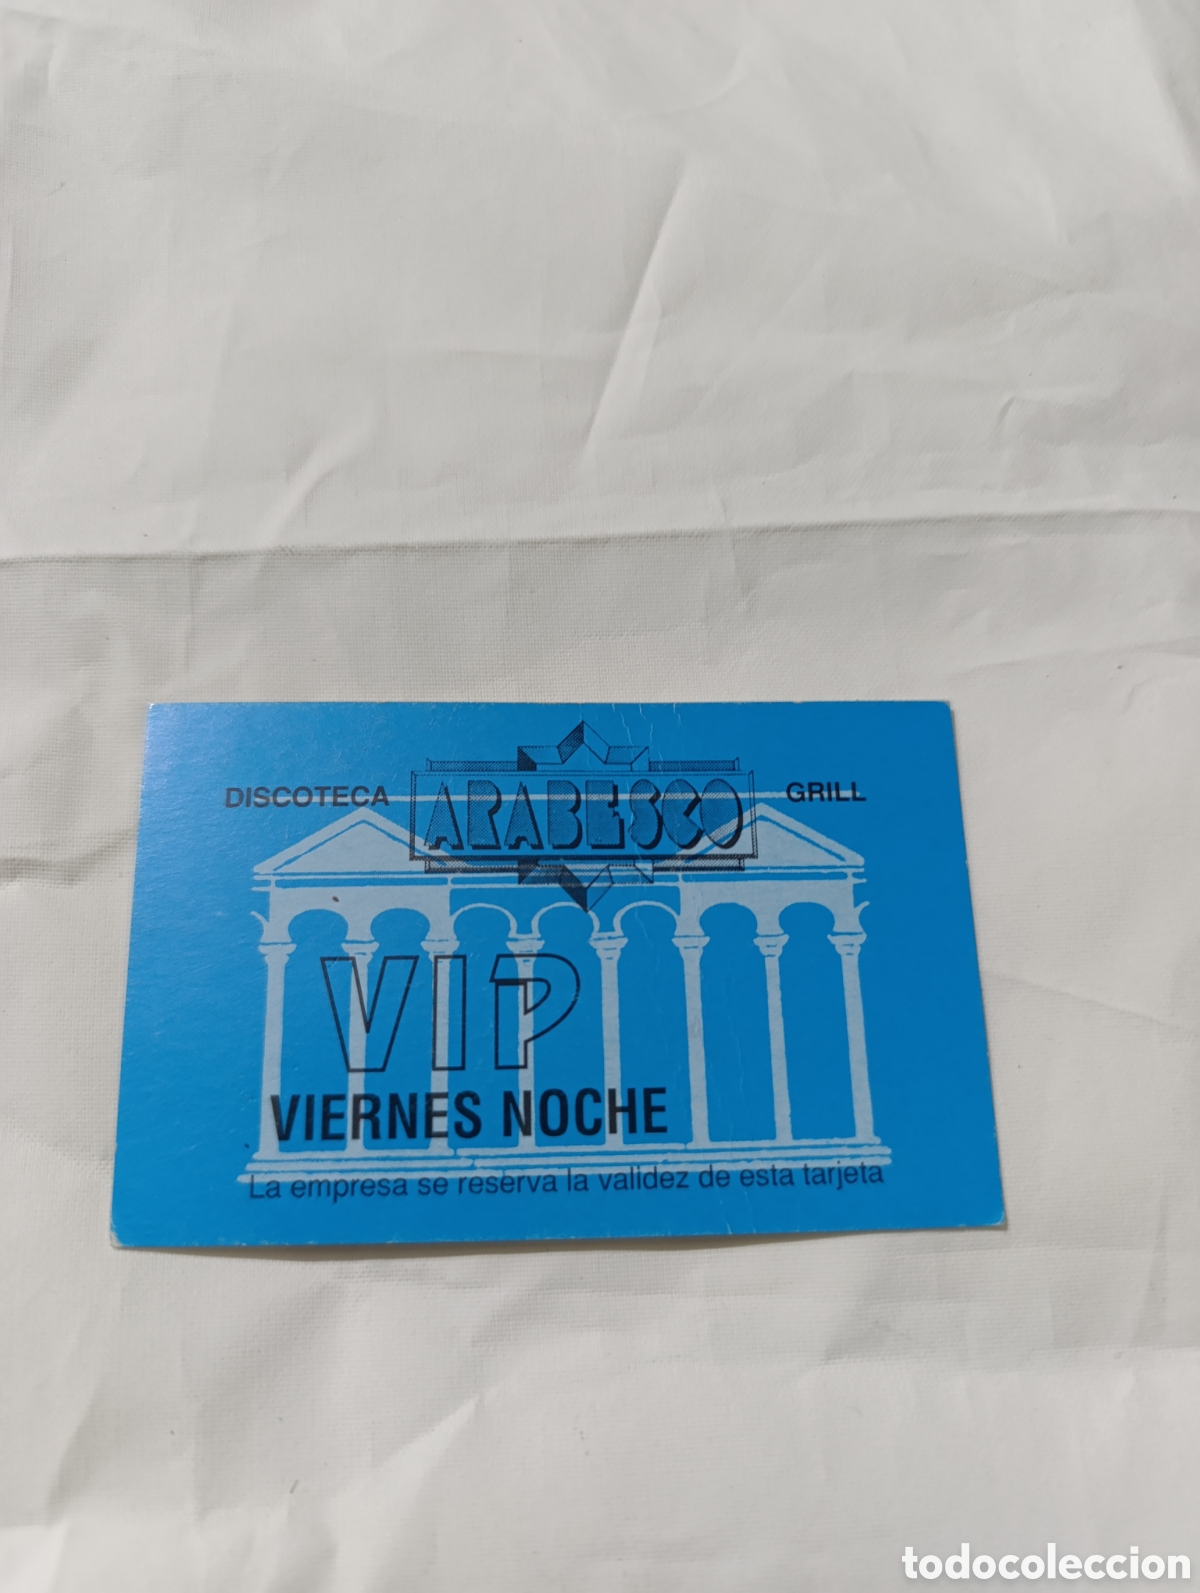 DISCOTECA ARABESCO GRILL
VIP
VIERNES NOCHE
La empresa se reserva la validez de esta tarjeta
todocoleccion